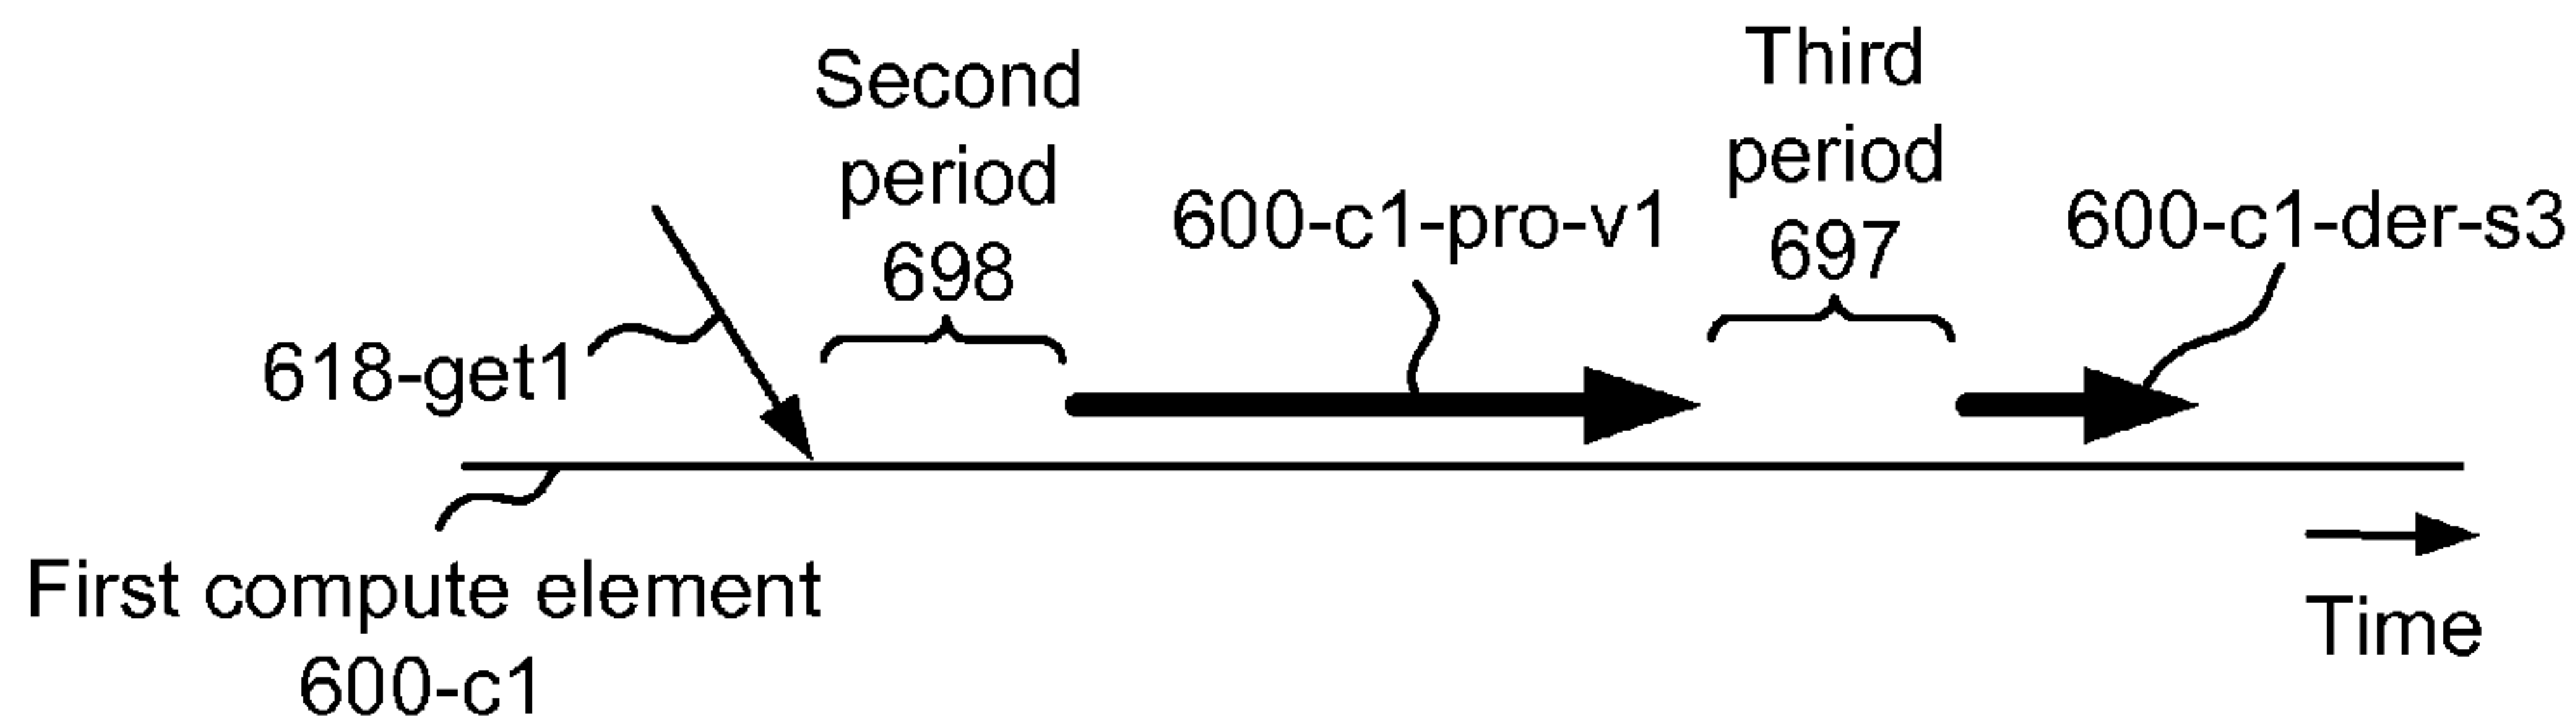 Second
period
698
Third
period
697
600-c1-pro-v1
600-c1-der-s3
618-get1
First compute element
600-c1
Time